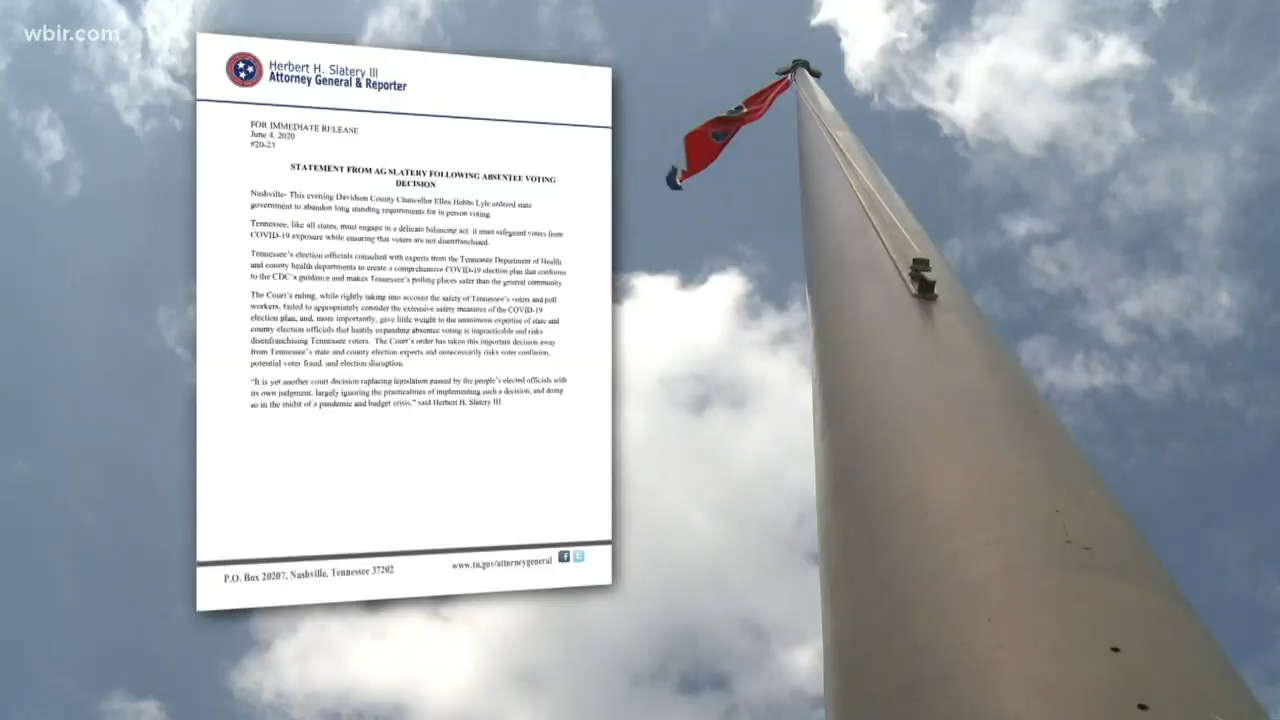 wbir.com
Herbert H. Slatery III
Attorney General & Reporter
FOR IMMEDIATE RELEASE
June 4, 2020
#20-23
STATEMENT FROM AG SLATERY FOLLOWING ABSENTEE VOTING
DECISION
Nashville- This evening Davidson County Chancellor Ellen Hobbs Lyle ordered state
government to abandon long standing requirements for in person voting.
Tennessee, like all states, must engage in a delicate balancing act: it must safeguard voters from
COVID-19 exposure while ensuring that voters are not disenfranchised.
Tennessee's election officials consulted with experts from the Tennessee Department of Health
and county health departments to create a comprehensive COVID-19 election plan that conforms
to the CDC's guidance and makes Tennessee's polling places safer than the general community
The Court's ruling, while rightly taking into account the safety of Tennessee's voters and poll
workers, failed to appropriately consider the extensive safety measures of the COVID-19
election plan, and, more importantly, gave little weight to the unanimous expertise of state and
county election officials that hastily expanding absentee voting is impracticable and risks
disenfranchising Tennessee voters. The Court's order has taken this important decision away
from Tennessee's state and county election experts and unnecessarily risks voter confusion,
potential voter fraud, and election disruption.
"It is yet another court decision replacing legislation passed by the people's elected officials with
its own judgment, largely ignoring the practicalities of implementing such a decision, and doing
so in the midst of a pandemic and budget crisis," said Herbert H. Slatery III
P.O. Box 20207, Nashville, Tennessee 37202
www.tn.gov/attorneygeneral